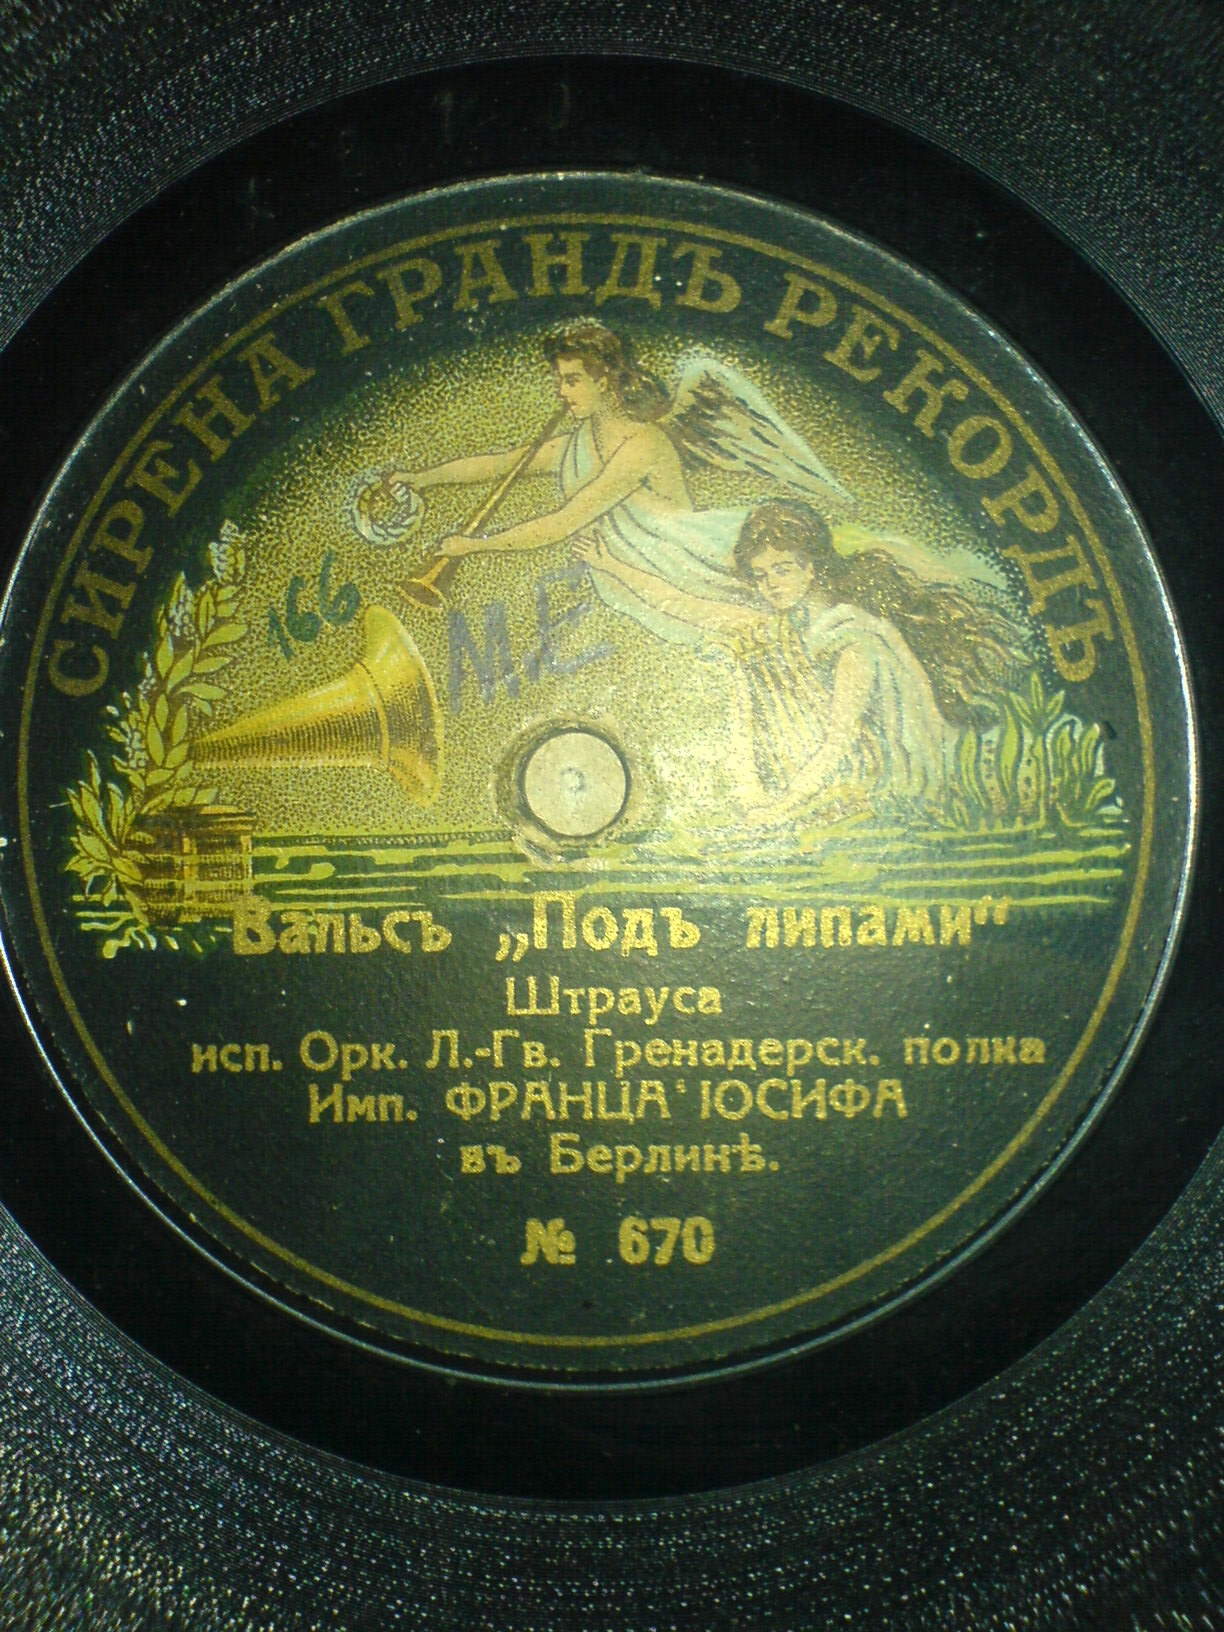 СИРЕНА ГРАНДЪ РЕКОРДЪ
166
М.Е
Вальсъ „Подъ липами“
Штрауса
исп. Орк. Л.-Гв. Гренадерск. полка
Имп. ФРАНЦА ІОСИФА
въ Берлинѣ.
№ 670